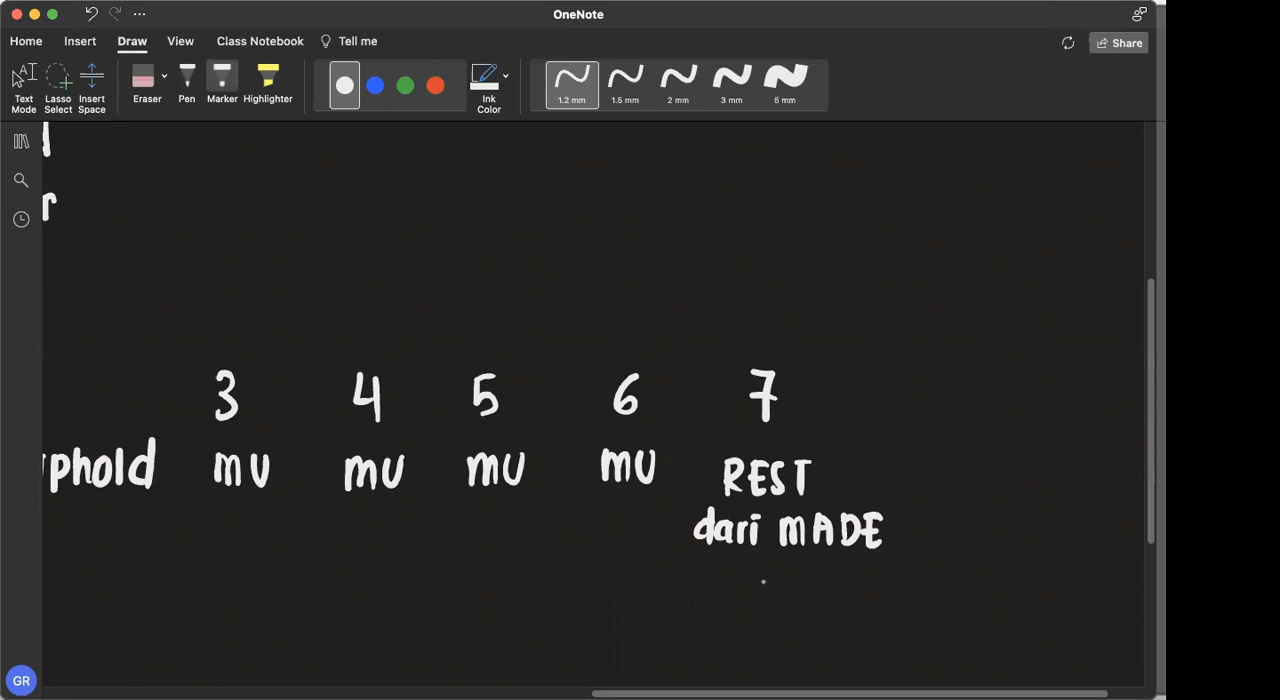 OneNote
Home Insert Draw View Class Notebook Tell me
Share
Text Mode
Lasso Select
Insert Space
Eraser
Pen
Marker
Highlighter
Ink Color
1.2 mm
1.5 mm
2 mm
3 mm
5 mm
3 4 5 6 7
phold mu mu mu mu REST
dari MADE
GR